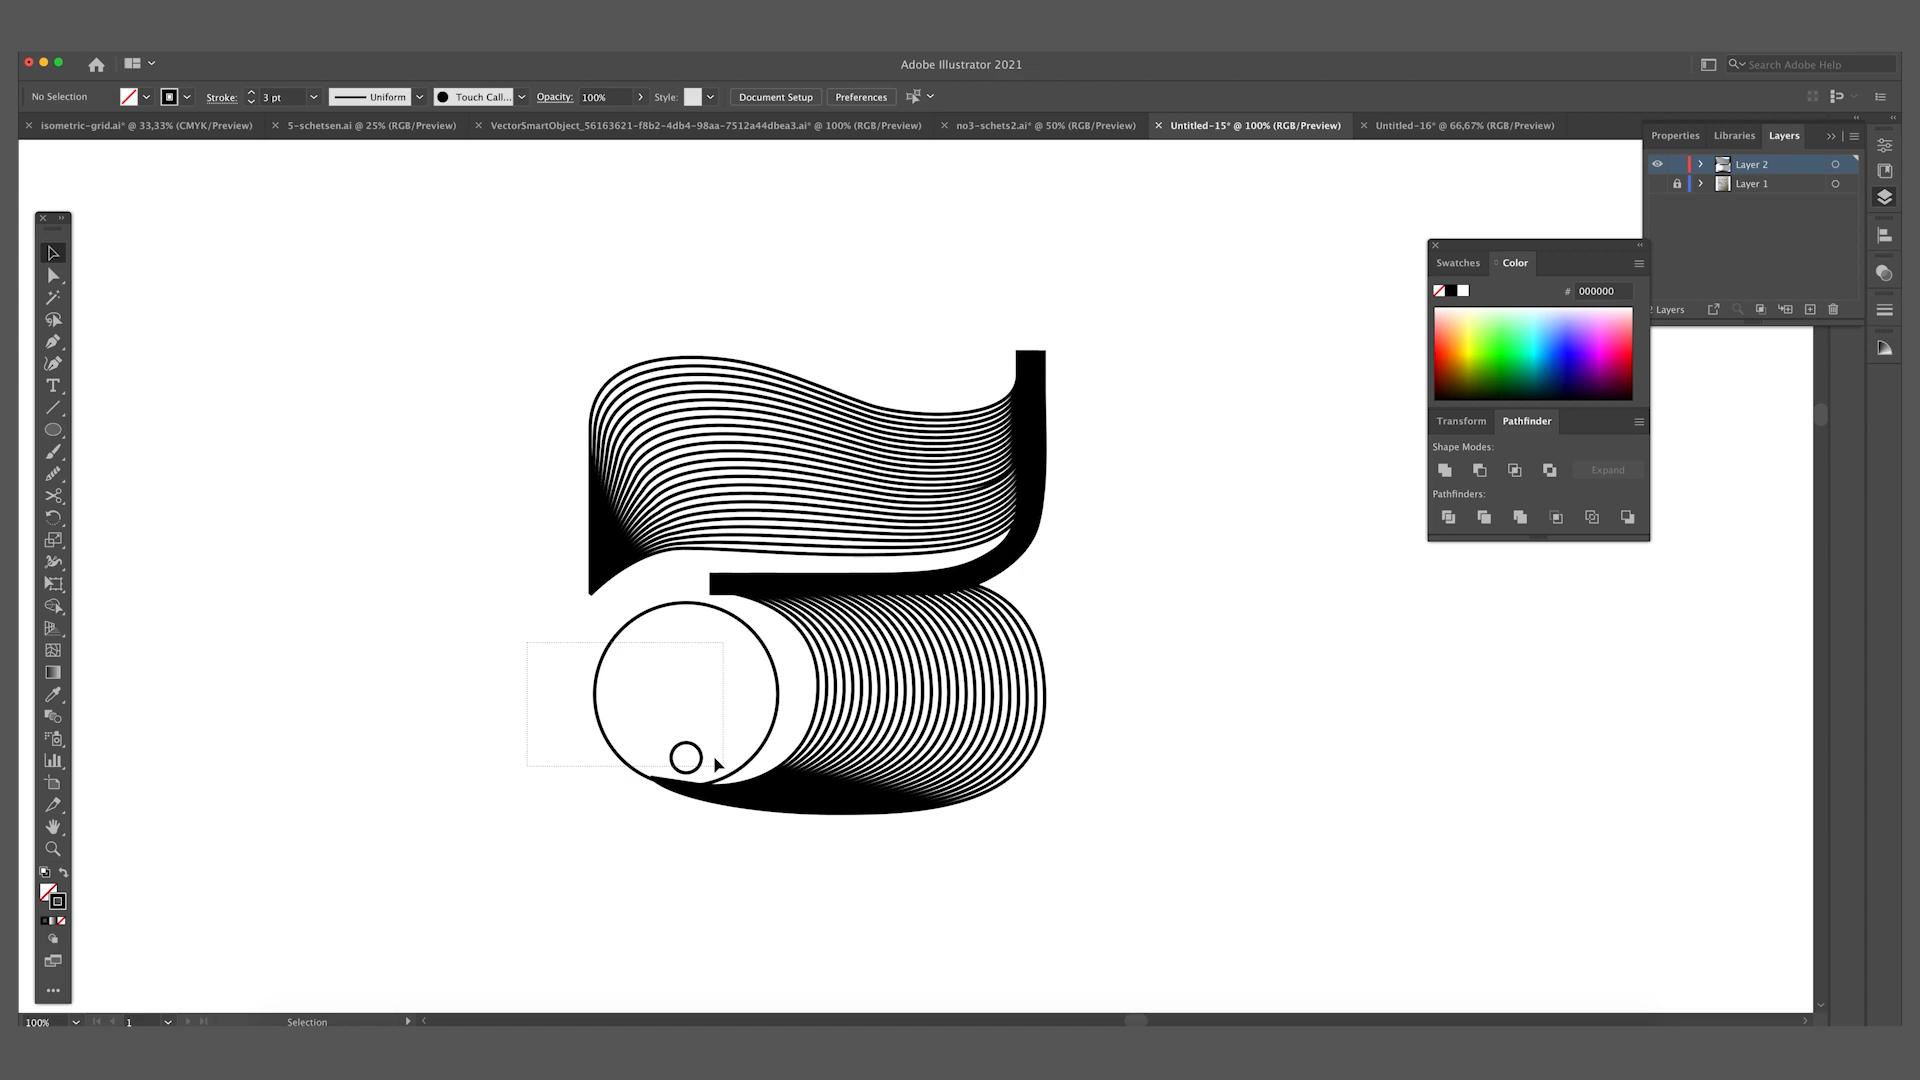 Adobe Illustrator 2021
Search Adobe Help
No Selection
Stroke:
3 pt
Uniform
Touch Call...
Opacity:
100%
Style:
Document Setup
Preferences
isometric-grid.ai* @ 33,33% (CMYK/Preview)
5-schetsen.ai @ 25% (RGB/Preview)
VectorSmartObject_56163621-f8b2-4db4-98aa-7512a44dbea3.ai* @ 100% (RGB/Preview)
no3-schets2.ai* @ 50% (RGB/Preview)
Untitled-15* @ 100% (RGB/Preview)
Untitled-16* @ 66,67% (RGB/Preview)
Properties
Libraries
Layers
Layer 2
Layer 1
Layers
Swatches
Color
# 000000
Transform
Pathfinder
Shape Modes:
Expand
Pathfinders:
100%
1
Selection